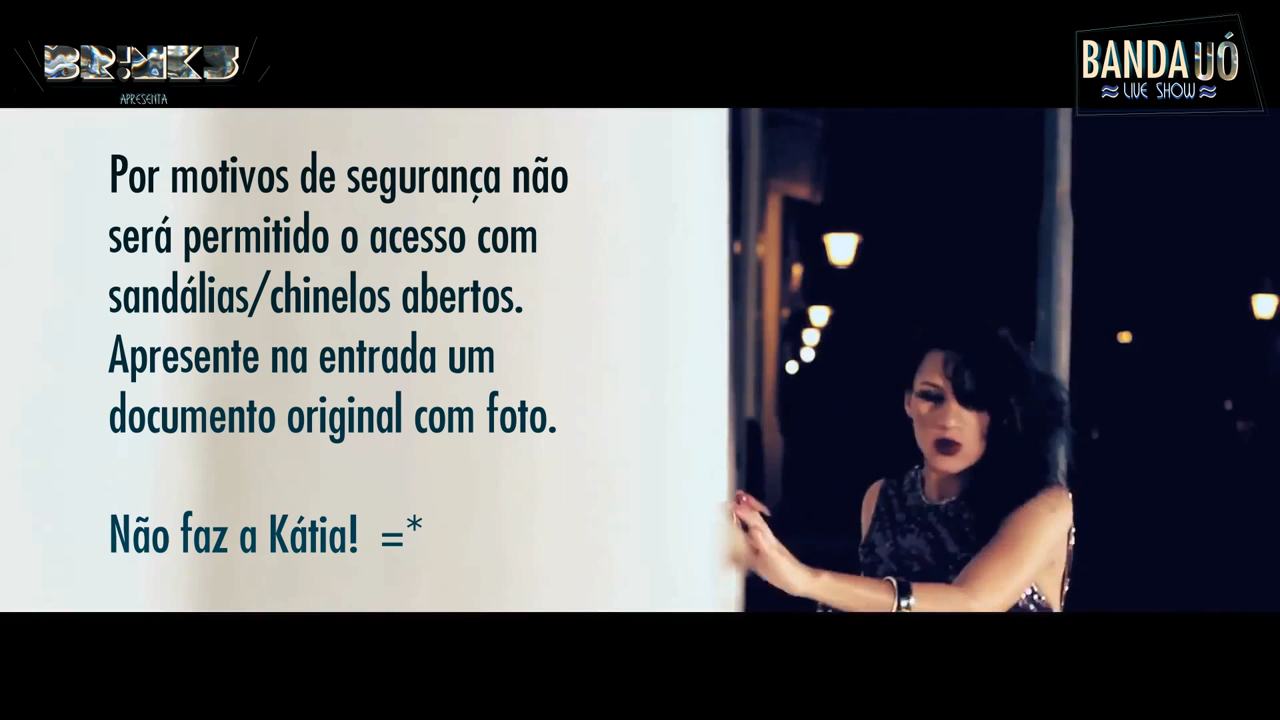 BR!NKS
APRESENTA
BANDA UÓ
≈ LIVE SHOW ≈
Por motivos de segurança não
será permitido o acesso com
sandálias/chinelos abertos.
Apresente na entrada um
documento original com foto.
Não faz a Kátia! =*